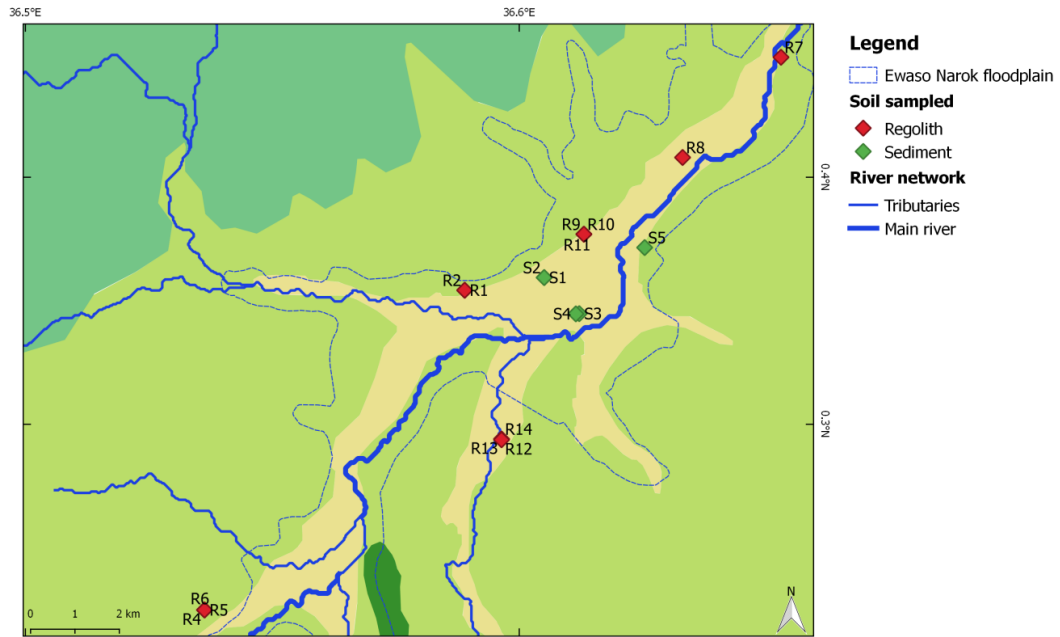 36.5°E
36.6°E
R7
R8
0.4°N
R9 R10
R11
S5
S2
S1
R2
R1
S4 S3
R14
R13 R12
0.3°N
R6
R5
R4
0 1 2 km
N
Legend
Ewaso Narok floodplain
Soil sampled
Regolith
Sediment
River network
Tributaries
Main river